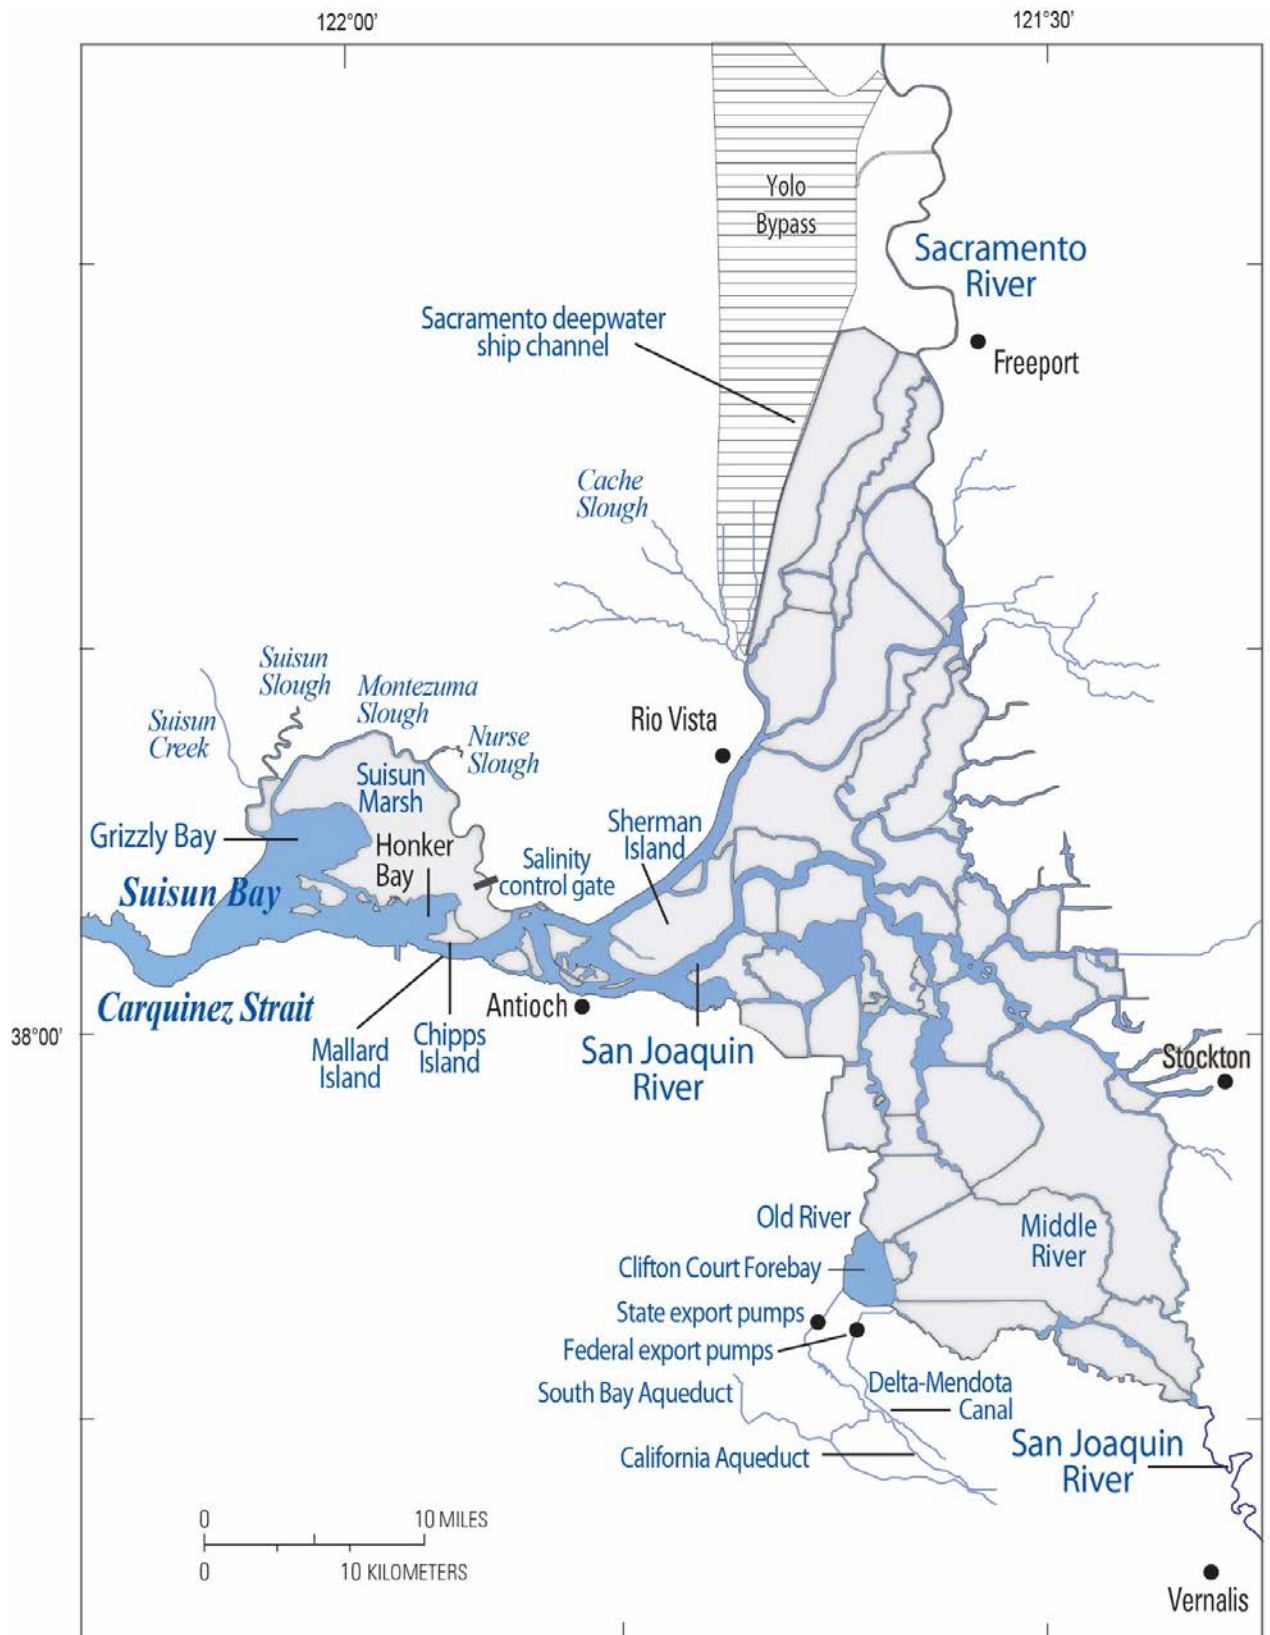 122°00'
121°30'
Yolo
Bypass
Sacramento
River
Sacramento deepwater
ship channel
Freeport
Cache
Slough
Suisun
Slough
Montezuma
Slough
Suisun
Creek
Nurse
Slough
Rio Vista
Suisun
Marsh
Grizzly Bay
Honker
Bay
Sherman
Island
Salinity
control gate
Suisun Bay
Carquinez Strait
Antioch
Mallard
Island
Chipps
Island
San Joaquin
River
38°00'
Stockton
Old River
Middle
River
Clifton Court Forebay
State export pumps
Federal export pumps
South Bay Aqueduct
Delta-Mendota
Canal
California Aqueduct
San Joaquin
River
0 10 MILES
0 10 KILOMETERS
Vernalis